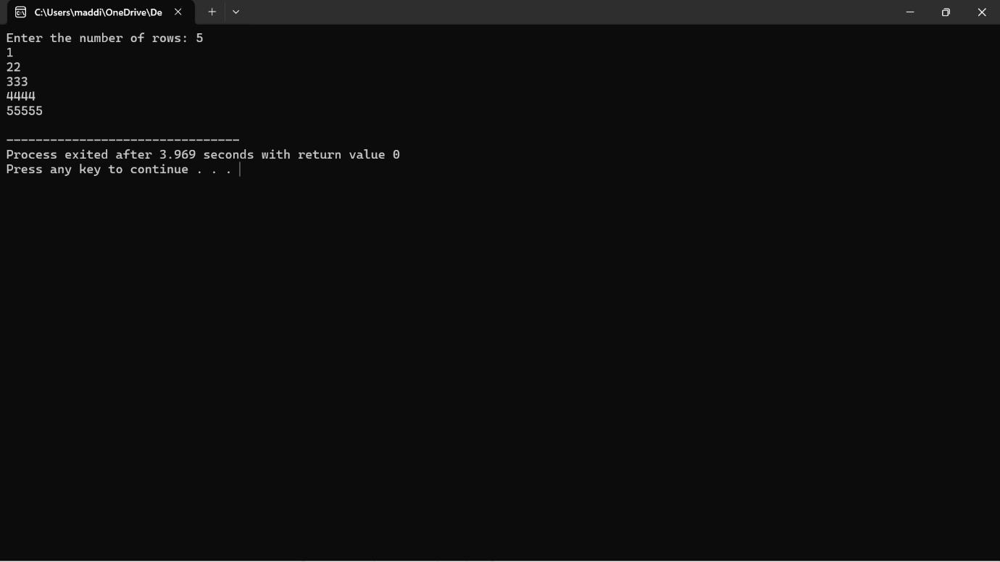 C:\Users\maddi\OneDrive\De
Enter the number of rows: 5
1
22
333
4444
55555
--------------------------------
Process exited after 3.969 seconds with return value 0
Press any key to continue . . .